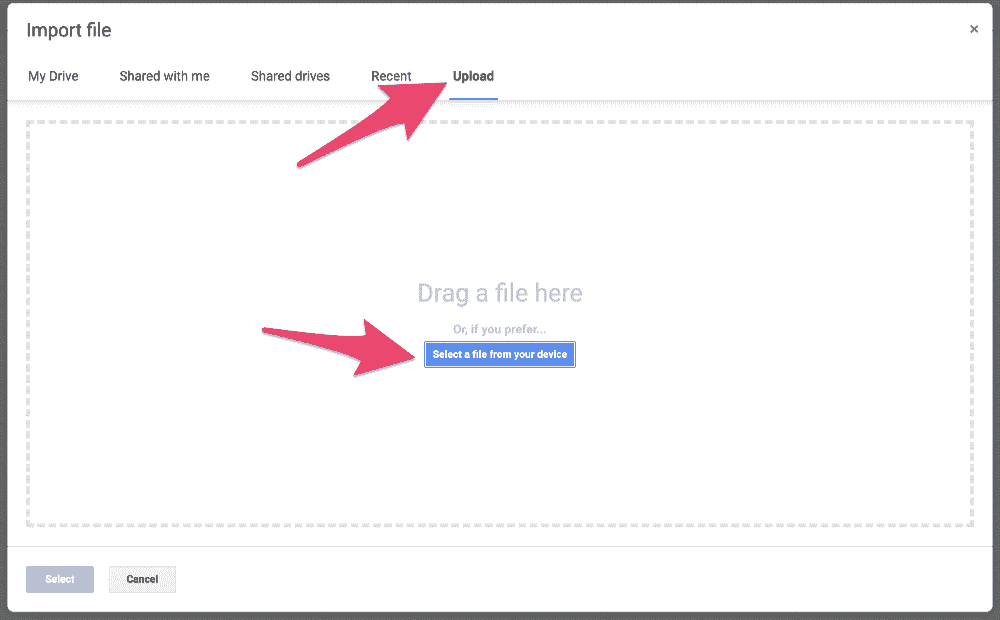 Import file
My Drive Shared with me Shared drives Recent Upload
Drag a file here
Or, if you prefer...
Select a file from your device
Select Cancel